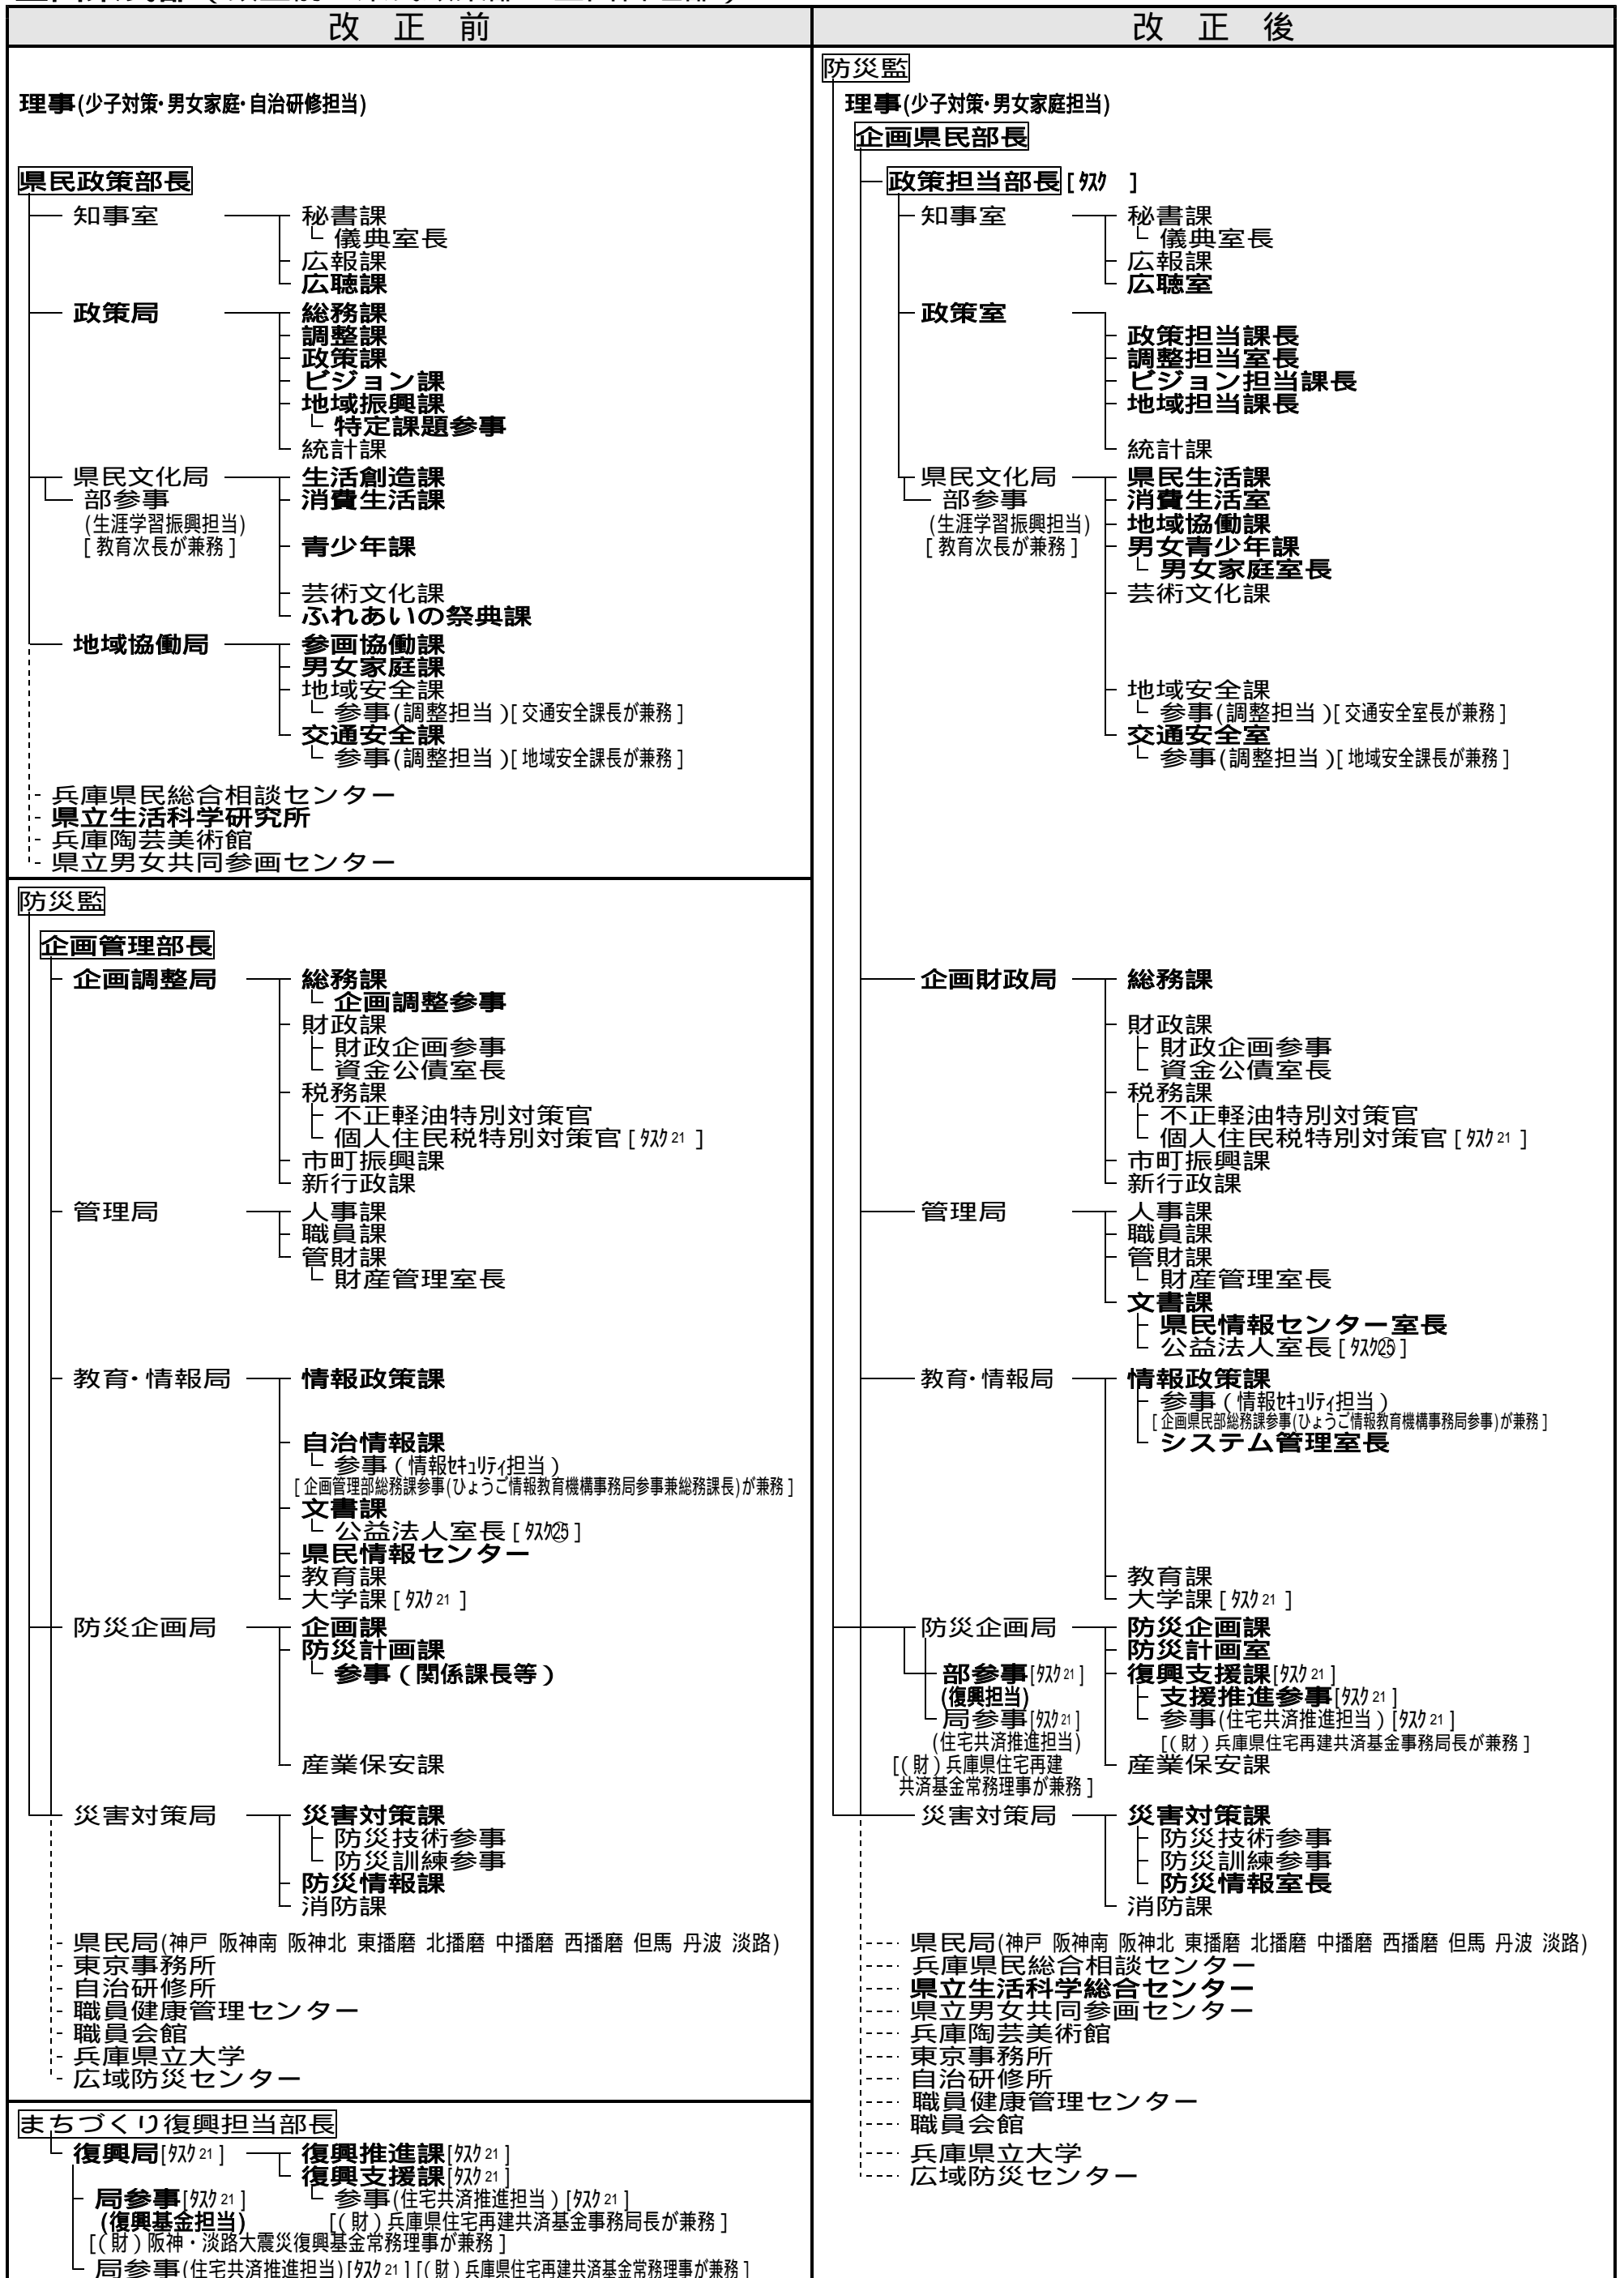 改　正　前
理事(少子対策・男女家庭・自治研修担当)
県民政策部長
知事室 秘書課
儀典室長
広報課
広聴課
政策局 総務課
調整課
政策課
ビジョン課
地域振興課
特定課題参事
統計課
県民文化局 生活創造課
部参事 消費生活課
(生涯学習振興担当)
[教育次長が兼務] 青少年課
芸術文化課
ふれあいの祭典課
地域協働局 参画協働課
男女家庭課
地域安全課
参事(調整担当)[交通安全課長が兼務]
交通安全課
参事(調整担当)[地域安全課長が兼務]
兵庫県民総合相談センター
県立生活科学研究所
兵庫陶芸美術館
県立男女共同参画センター
防災監
企画管理部長
企画調整局 総務課
企画調整参事
財政課
財政企画参事
資金公債室長
税務課
不正軽油特別対策官
個人住民税特別対策官[ﾀｽｸ21]
市町振興課
新行政課
管理局 人事課
職員課
管財課
財産管理室長
教育・情報局 情報政策課
自治情報課
参事(情報ｾｷｭﾘﾃｨ担当)
[企画管理部総務課参事(ひょうご情報教育機構事務局参事兼総務課長)が兼務]
文書課
公益法人室長[ﾀｽｸ㉕]
県民情報センター
教育課
大学課[ﾀｽｸ21]
防災企画局 企画課
防災計画課
参事(関係課長等)
産業保安課
災害対策局 災害対策課
防災技術参事
防災訓練参事
防災情報課
消防課
県民局(神戸 阪神南 阪神北 東播磨 北播磨 中播磨 西播磨 但馬 丹波 淡路)
東京事務所
自治研修所
職員健康管理センター
職員会館
兵庫県立大学
広域防災センター
まちづくり復興担当部長
復興局[ﾀｽｸ21] 復興推進課[ﾀｽｸ21]
復興支援課[ﾀｽｸ21]
局参事[ﾀｽｸ21] 参事(住宅共済推進担当)[ﾀｽｸ21]
(復興基金担当) [(財)兵庫県住宅再建共済基金事務局長が兼務]
[(財)阪神・淡路大震災復興基金常務理事が兼務]
局参事(住宅共済推進担当)[ﾀｽｸ21][(財)兵庫県住宅再建共済基金常務理事が兼務]
改　正　後
防災監
理事(少子対策・男女家庭担当)
企画県民部長
政策担当部長[ﾀｽｸ　]
知事室 秘書課
儀典室長
広報課
広聴室
政策室
政策担当課長
調整担当室長
ビジョン担当課長
地域担当課長
統計課
県民文化局 県民生活課
部参事 消費生活室
(生涯学習振興担当) 地域協働課
[教育次長が兼務] 男女青少年課
男女家庭室長
芸術文化課
地域安全課
参事(調整担当)[交通安全室長が兼務]
交通安全室
参事(調整担当)[地域安全課長が兼務]
企画財政局 総務課
財政課
財政企画参事
資金公債室長
税務課
不正軽油特別対策官
個人住民税特別対策官[ﾀｽｸ21]
市町振興課
新行政課
管理局 人事課
職員課
管財課
財産管理室長
文書課
県民情報センター室長
公益法人室長[ﾀｽｸ㉕]
教育・情報局 情報政策課
参事(情報ｾｷｭﾘﾃｨ担当)
[企画県民部総務課参事(ひょうご情報教育機構事務局参事)が兼務]
システム管理室長
教育課
大学課[ﾀｽｸ21]
防災企画局 防災企画課
防災計画室
部参事[ﾀｽｸ21] 復興支援課[ﾀｽｸ21]
(復興担当) 支援推進参事[ﾀｽｸ21]
局参事[ﾀｽｸ21] 参事(住宅共済推進担当)[ﾀｽｸ21]
(住宅共済推進担当) [(財)兵庫県住宅再建共済基金事務局長が兼務]
[(財)兵庫県住宅再建 産業保安課
共済基金常務理事が兼務]
災害対策局 災害対策課
防災技術参事
防災訓練参事
防災情報室長
消防課
県民局(神戸 阪神南 阪神北 東播磨 北播磨 中播磨 西播磨 但馬 丹波 淡路)
兵庫県民総合相談センター
県立生活科学総合センター
県立男女共同参画センター
兵庫陶芸美術館
東京事務所
自治研修所
職員健康管理センター
職員会館
兵庫県立大学
広域防災センター